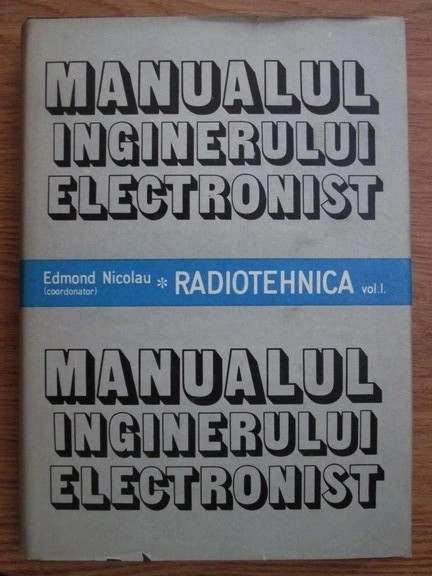 MANUALUL
INGINERULUI
ELECTRONIST
Edmond Nicolau * RADIOTEHNICA vol.I.
(coordonator)
MANUALUL
INGINERULUI
ELECTRONIST